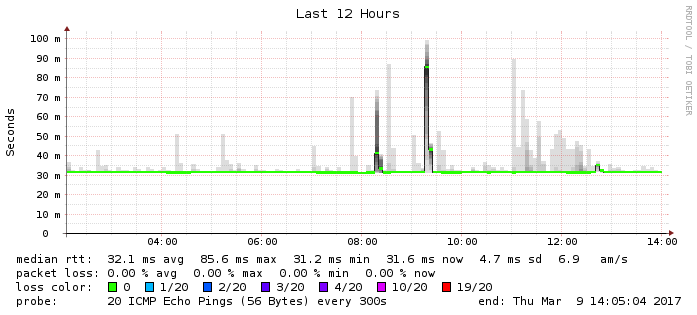 Last 12 Hours
RRDTOOL / TOBI OETIKER
Seconds
100 m
90 m
80 m
70 m
60 m
50 m
40 m
30 m
20 m
10 m
0
04:00 06:00 08:00 10:00 12:00 14:00
median rtt: 32.1 ms avg 85.6 ms max 31.2 ms min 31.6 ms now 4.7 ms sd 6.9 am/s
packet loss: 0.00 % avg 0.00 % max 0.00 % min 0.00 % now
loss color: 0 1/20 2/20 3/20 4/20 10/20 19/20
probe: 20 ICMP Echo Pings (56 Bytes) every 300s end: Thu Mar 9 14:05:04 2017